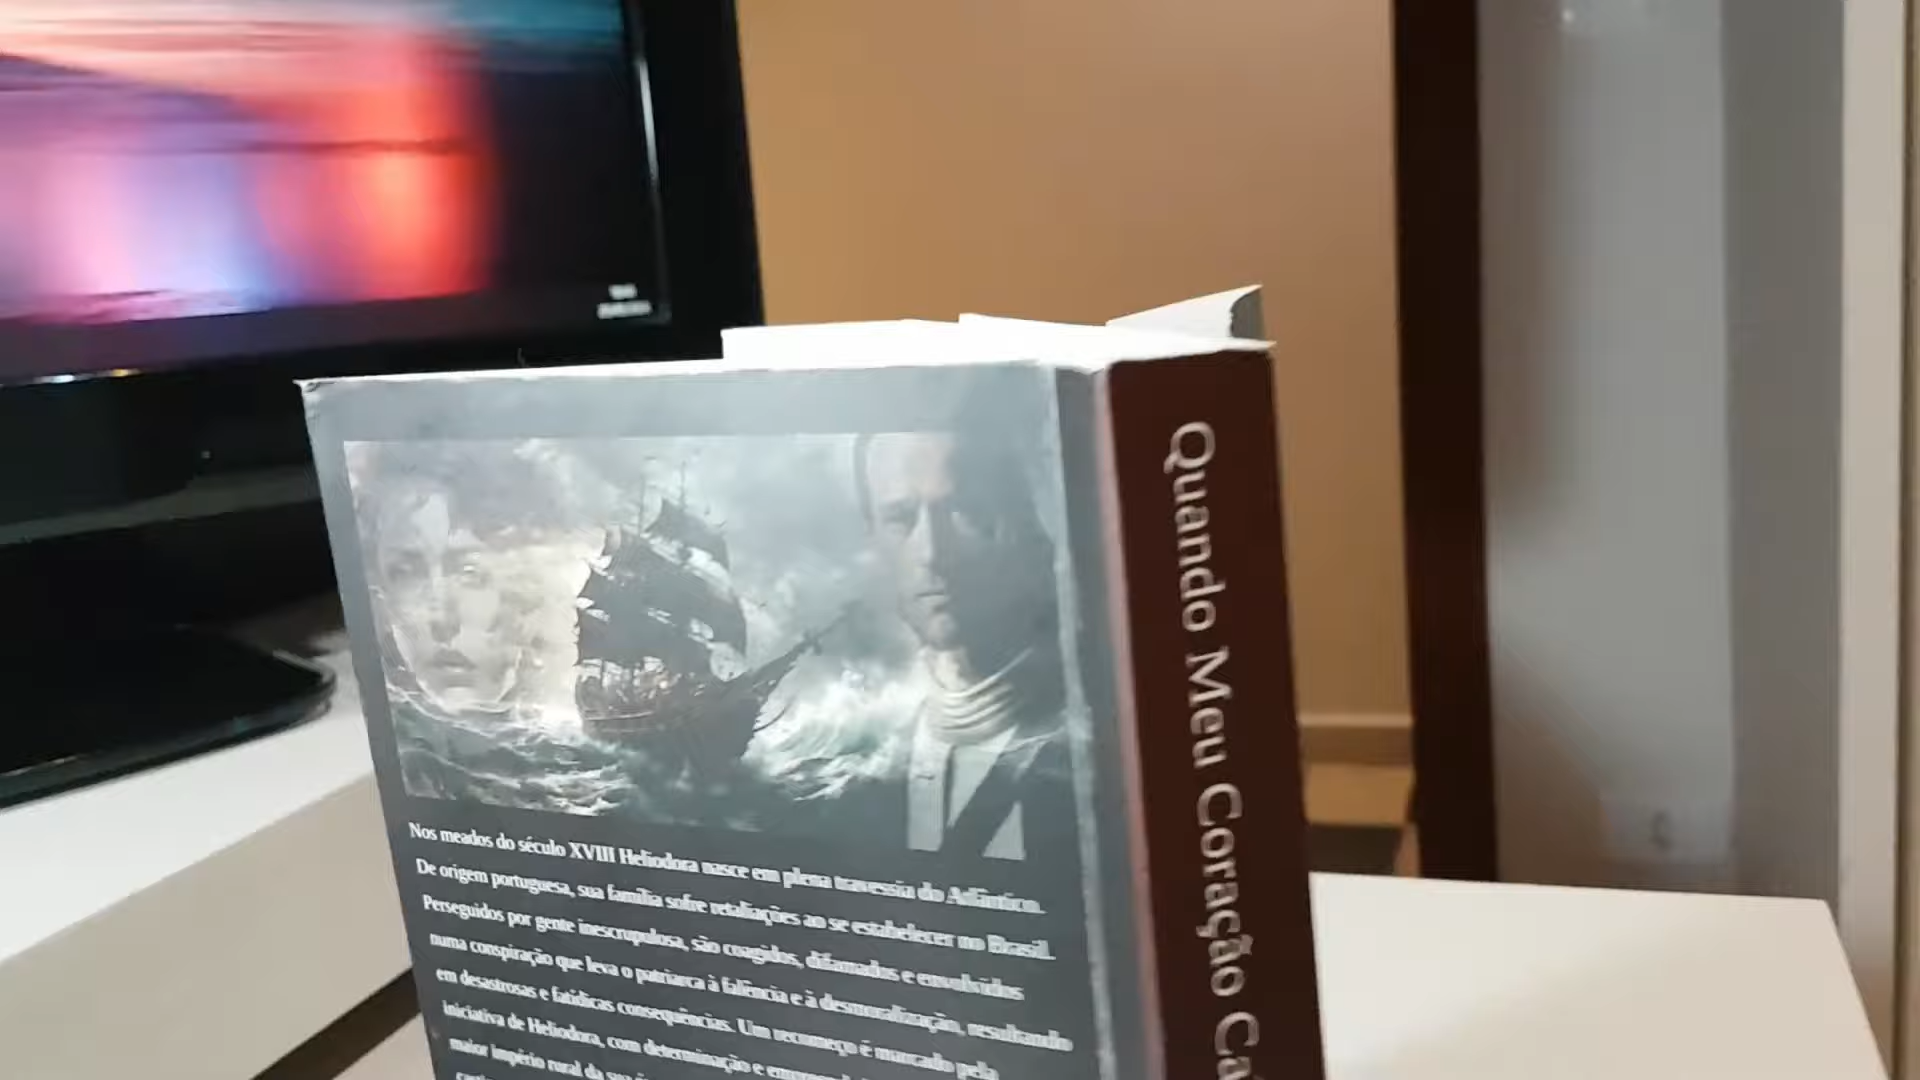 Nos meados do século XVIII Heliodora nasce em plena travessia do Atlântico.
De origem portuguesa, sua família sofre retaliações ao se estabelecer no Brasil.
Perseguidos por gente inescrupulosa, são coagidos, difamados e envolvidos
numa conspiração que leva o patriarca à falência e à desmoralização, resultando
em desastrosas e fatídicas consequências. Um recomeço é marcado pela
iniciativa de Heliodora, com determinação e
maior império rural da sua
Quando Meu Coração